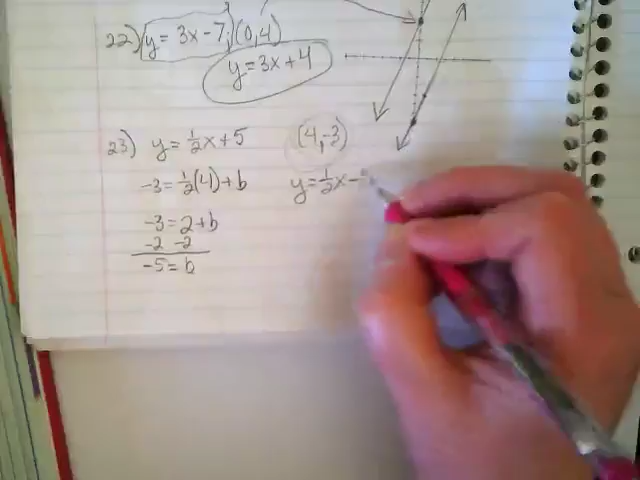 22) y = 3x - 7; (0,4)
y = 3x + 4
23) y = ½x + 5 (4,-3)
-3 = ½(4) + b y = ½x -
-3 = 2 + b
-2 -2
-5 = b